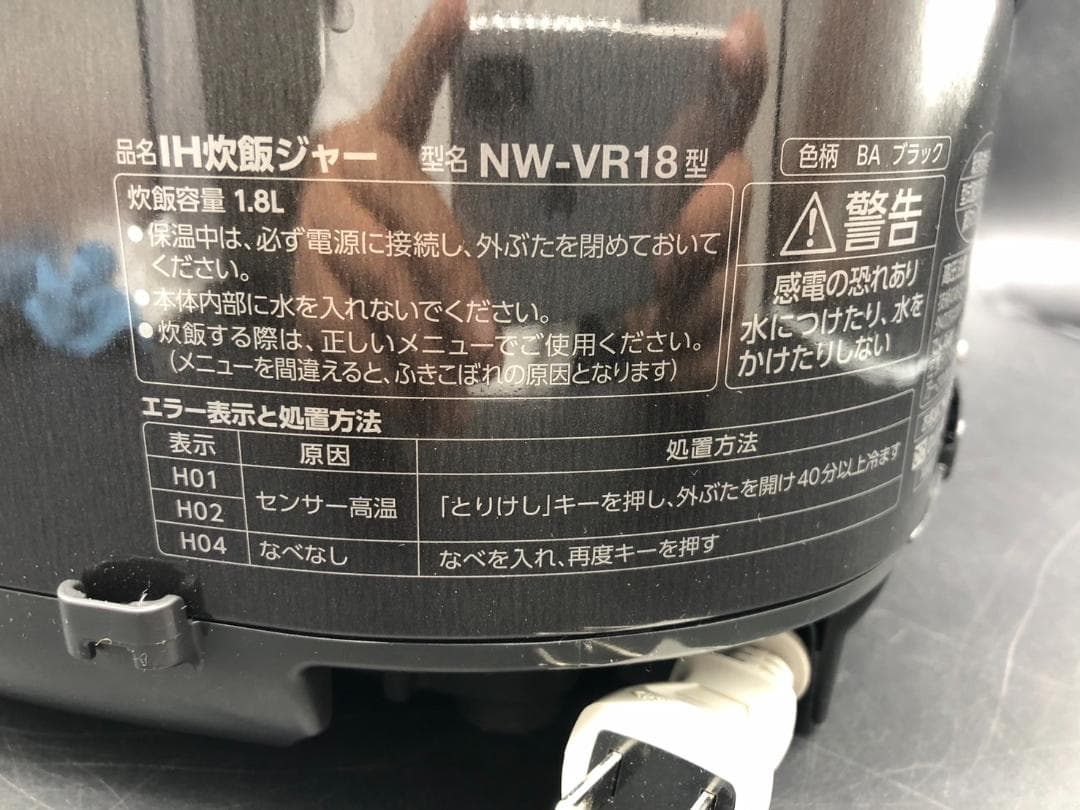 品名 IH炊飯ジャー 型名 NW-VR18型
色柄 BA ブラック
炊飯容量 1.8L
●保温中は、必ず電源に接続し、外ぶたを閉めておいて
ください。
●本体内部に水を入れないでください。
●炊飯する際は、正しいメニューでご使用ください。
(メニューを間違えると、ふきこぼれの原因となります)
警告
感電の恐れあり
水につけたり、水を
かけたりしない
エラー表示と処置方法
表示 原因 処置方法
H01
H02
センサー高温 「とりけし」キーを押し、外ぶたを開け40分以上冷ます
H04 なべなし なべを入れ、再度キーを押す